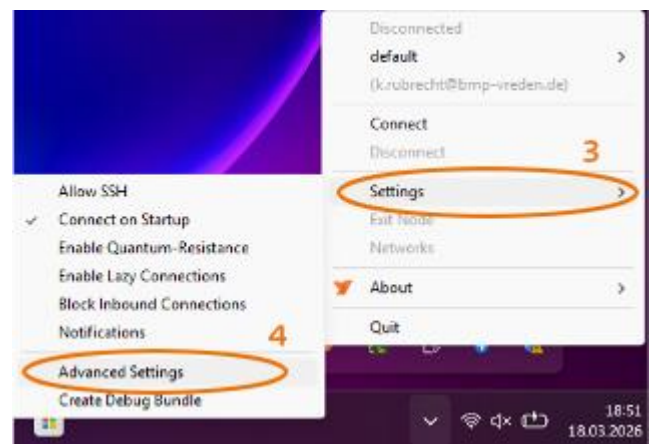 Disconnected
default
(k.rubrecht@bmp-vreden.de)
Connect
Disconnect
3
Settings
Exit Node
Networks
About
Quit
Allow SSH
Connect on Startup
Enable Quantum-Resistance
Enable Lazy Connections
Block Inbound Connections
Notifications
4
Advanced Settings
Create Debug Bundle
18:51
18.03.2026